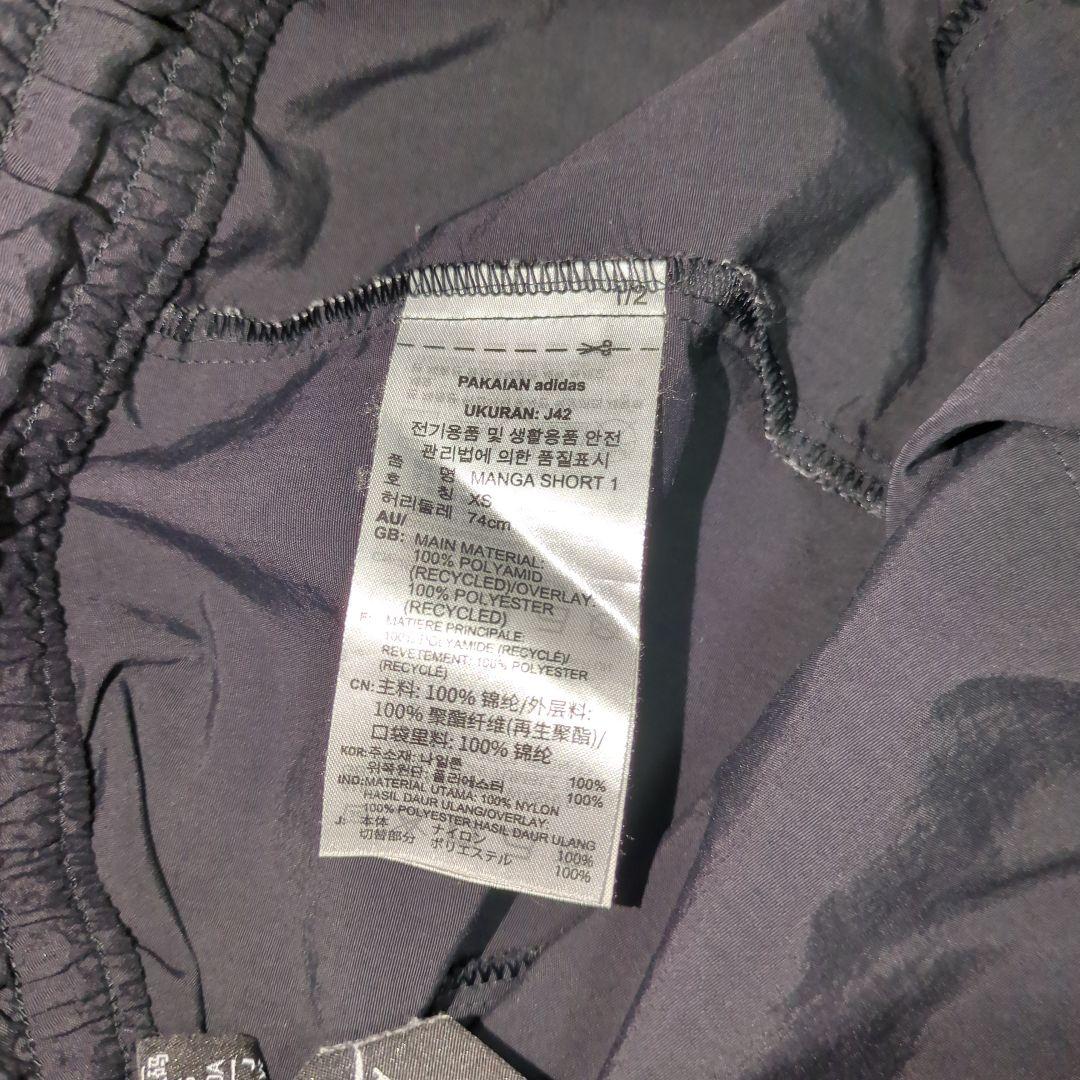 1/2
PAKAIAN adidas
UKURAN: J42
전기용품 및 생활용품 안전
관리법에 의한 품질표시
품 명 MANGA SHORT 1
호 칭 XS
허리둘레 74cm
AU/
GB: MAIN MATERIAL:
100% POLYAMID
(RECYCLED)/OVERLAY:
100% POLYESTER
(RECYCLED)
F: MATIERE PRINCIPALE:
100% POLYAMIDE (RECYCLÉ)/
REVETEMENT: 100% POLYESTER
(RECYCLÉ)
CN: 主料: 100% 锦纶/外层料:
100% 聚酯纤维(再生聚酯)/
口袋里料: 100% 锦纶
KOR: 주소재: 나일론 100%
위쪽원단: 폴리에스터 100%
IND: MATERIAL UTAMA: 100% NYLON
HASIL DAUR ULANG/OVERLAY:
100% POLYESTER HASIL DAUR ULANG
J: 本体 ナイロン 100%
切替部分 ポリエステル 100%